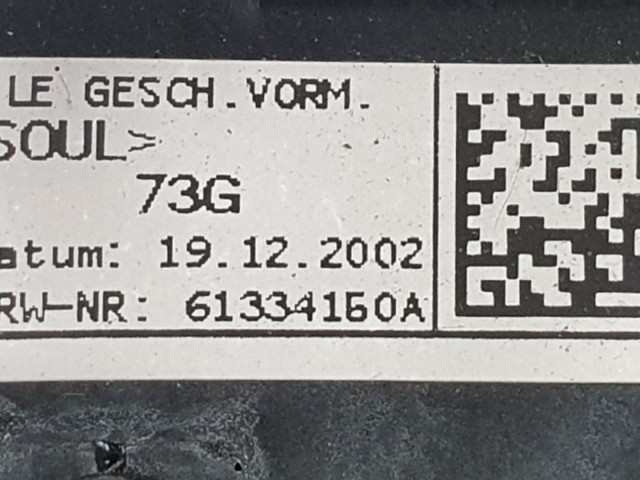 LE GESCH.VORM.
SOUL>
73G
atum: 19.12.2002
RW-NR: 61334160A